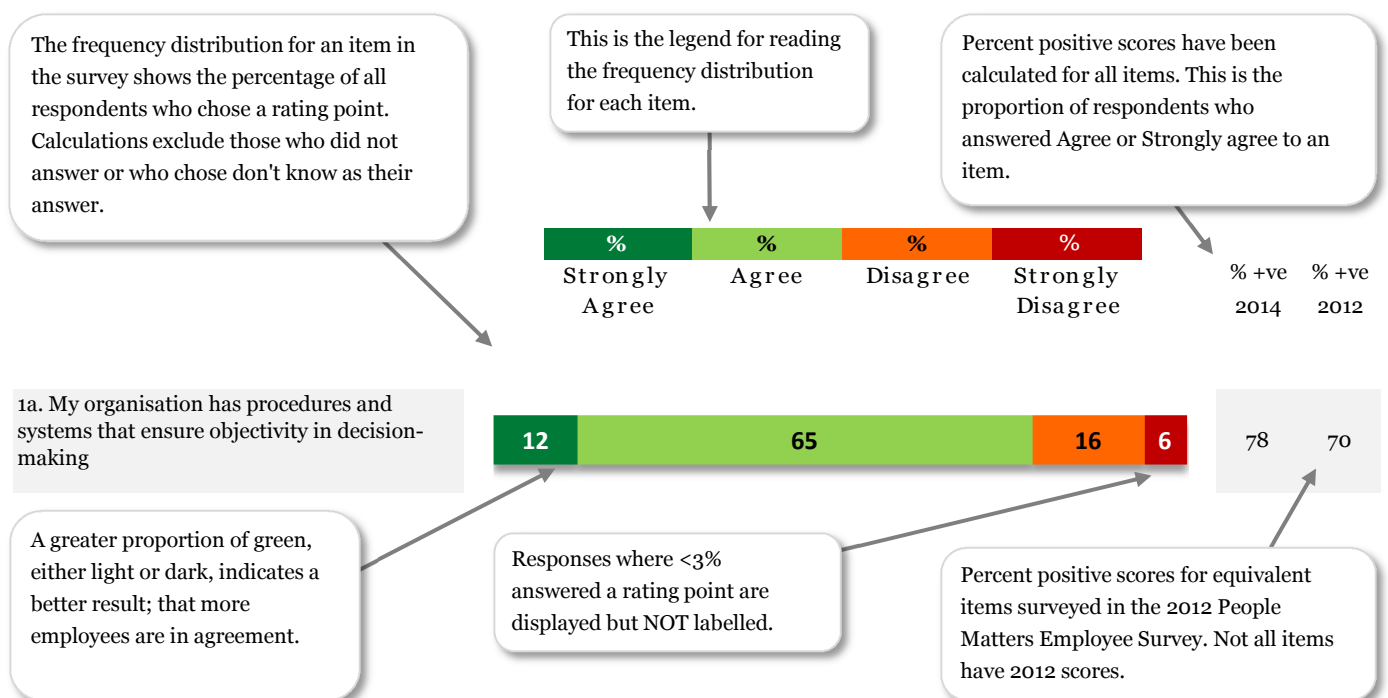 The frequency distribution for an item in
the survey shows the percentage of all
respondents who chose a rating point.
Calculations exclude those who did not
answer or who chose don't know as their
answer.
This is the legend for reading
the frequency distribution
for each item.
Percent positive scores have been
calculated for all items. This is the
proportion of respondents who
answered Agree or Strongly agree to an
item.
% % % %
Strongly Agree Disagree Strongly
Agree Disagree
% +ve % +ve
2014 2012
1a. My organisation has procedures and
systems that ensure objectivity in decision-
making
12 65 16 6 78 70
A greater proportion of green,
either light or dark, indicates a
better result; that more
employees are in agreement.
Responses where <3%
answered a rating point are
displayed but NOT labelled.
Percent positive scores for equivalent
items surveyed in the 2012 People
Matters Employee Survey. Not all items
have 2012 scores.